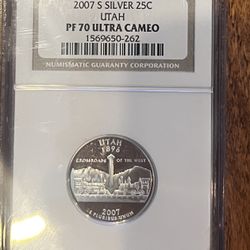 2007 S SILVER 25C
UTAH
PF 70 ULTRA CAMEO
NUMISMATIC GUARANTY CORPORATION
1569650-262
UTAH
1896
CROSSROADS OF THE WEST
2007
E PLURIBUS UNUM